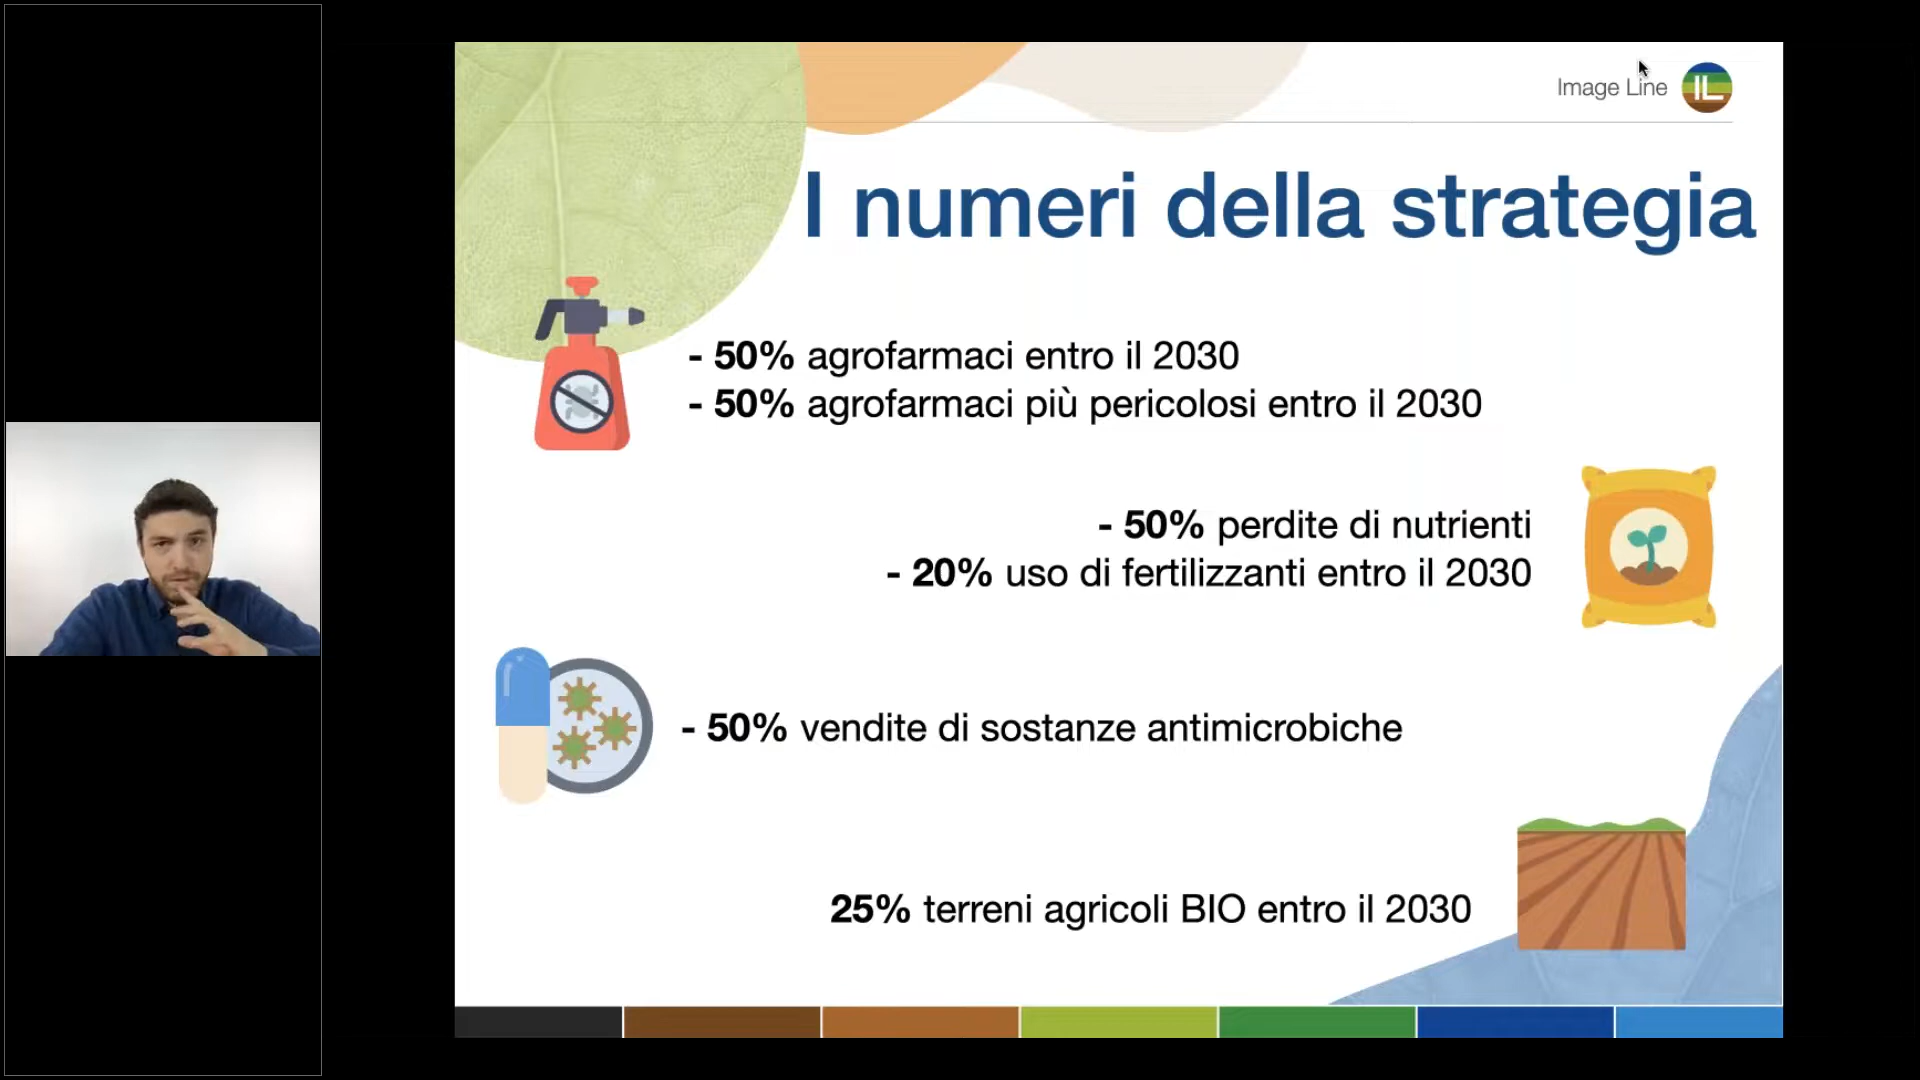 Image Line
IL
I numeri della strategia
- 50% agrofarmaci entro il 2030
- 50% agrofarmaci più pericolosi entro il 2030
- 50% perdite di nutrienti
- 20% uso di fertilizzanti entro il 2030
- 50% vendite di sostanze antimicrobiche
25% terreni agricoli BIO entro il 2030